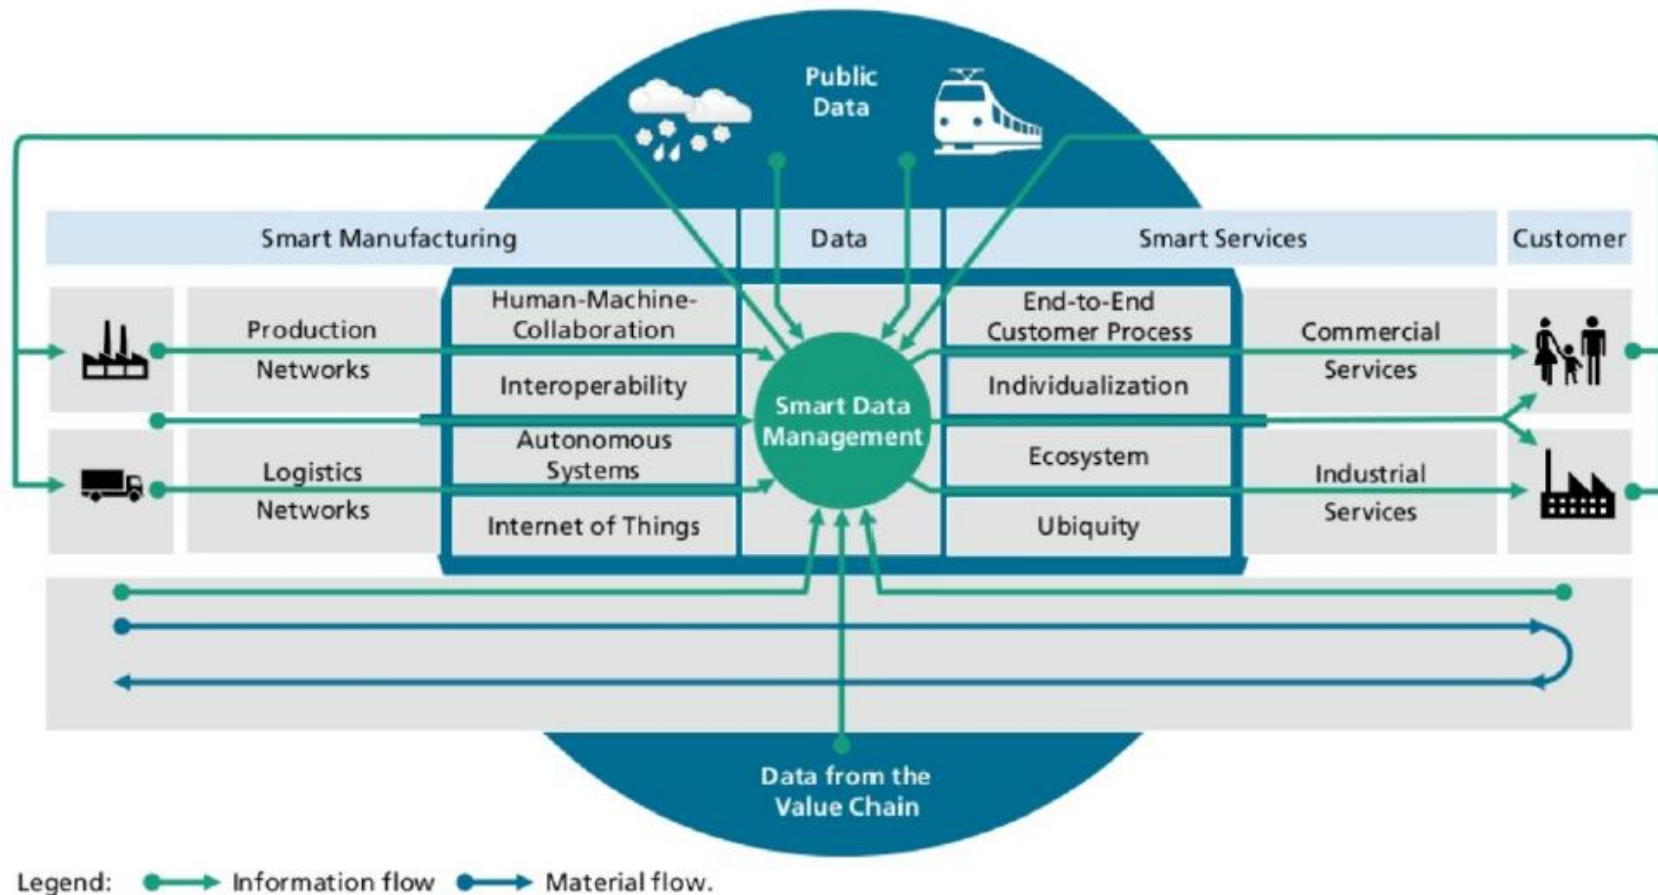 Public
Data
Smart Manufacturing
Data
Smart Services
Customer
Production
Networks
Human-Machine-
Collaboration
Interoperability
Smart Data
Management
End-to-End
Customer Process
Individualization
Commercial
Services
Logistics
Networks
Autonomous
Systems
Internet of Things
Ecosystem
Ubiquity
Industrial
Services
Data from the
Value Chain
Legend: Information flow Material flow.